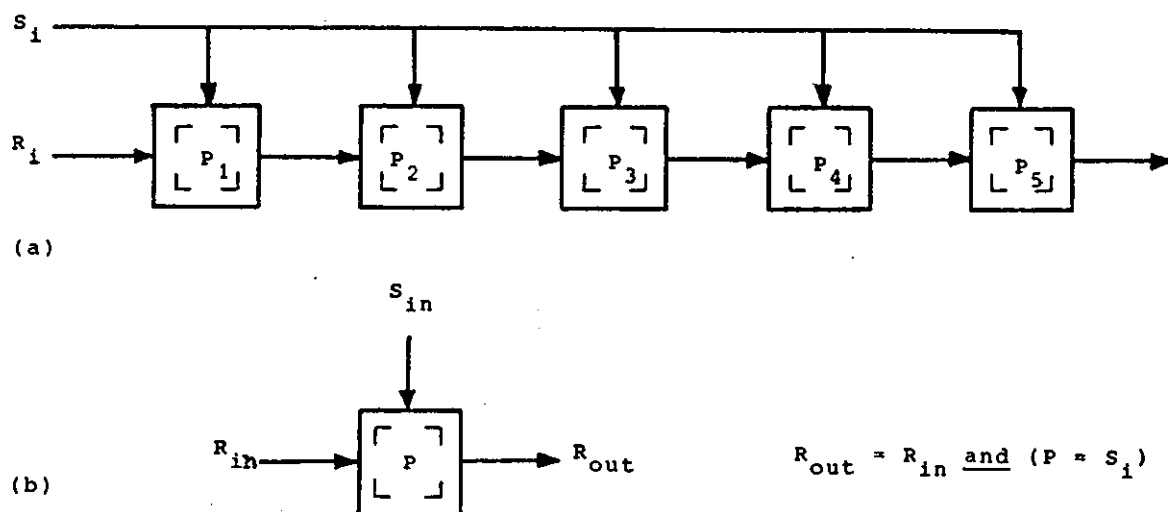 S_i
R_i
P_1 P_2 P_3 P_4 P_5
(a)
S_in
R_in P R_out R_out = R_in and (P = S_i)
(b)